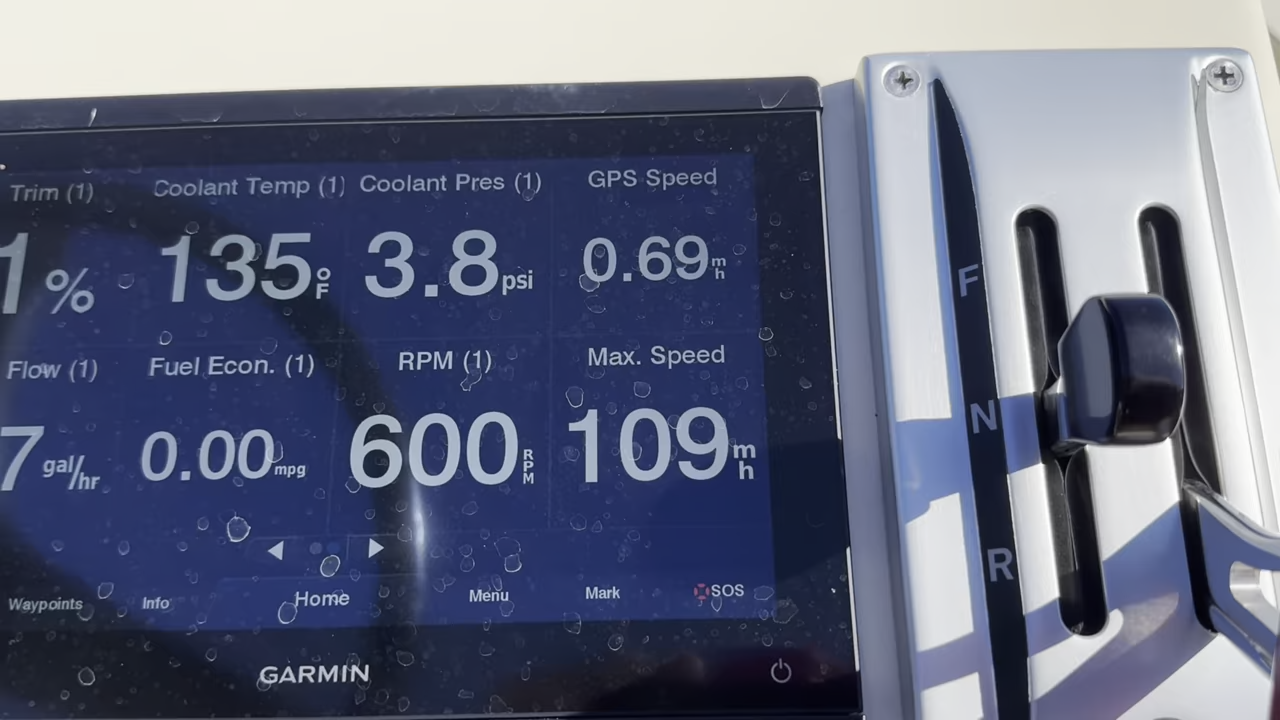 Trim (1) Coolant Temp (1) Coolant Pres (1) GPS Speed
1 % 135 °F 3.8 psi 0.69 mh
Flow (1) Fuel Econ. (1) RPM (1) Max. Speed
7 gal/hr 0.00 mpg 600 RPM 109 mh
Waypoints Info Home Menu Mark SOS
GARMIN
F
N
R